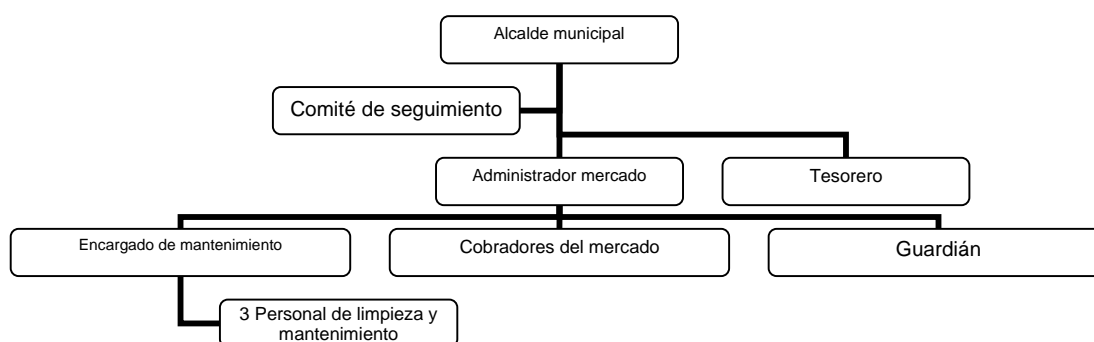 Alcalde municipal
Comité de seguimiento
Administrador mercado
Tesorero
Encargado de mantenimiento
Cobradores del mercado
Guardián
3 Personal de limpieza y
mantenimiento